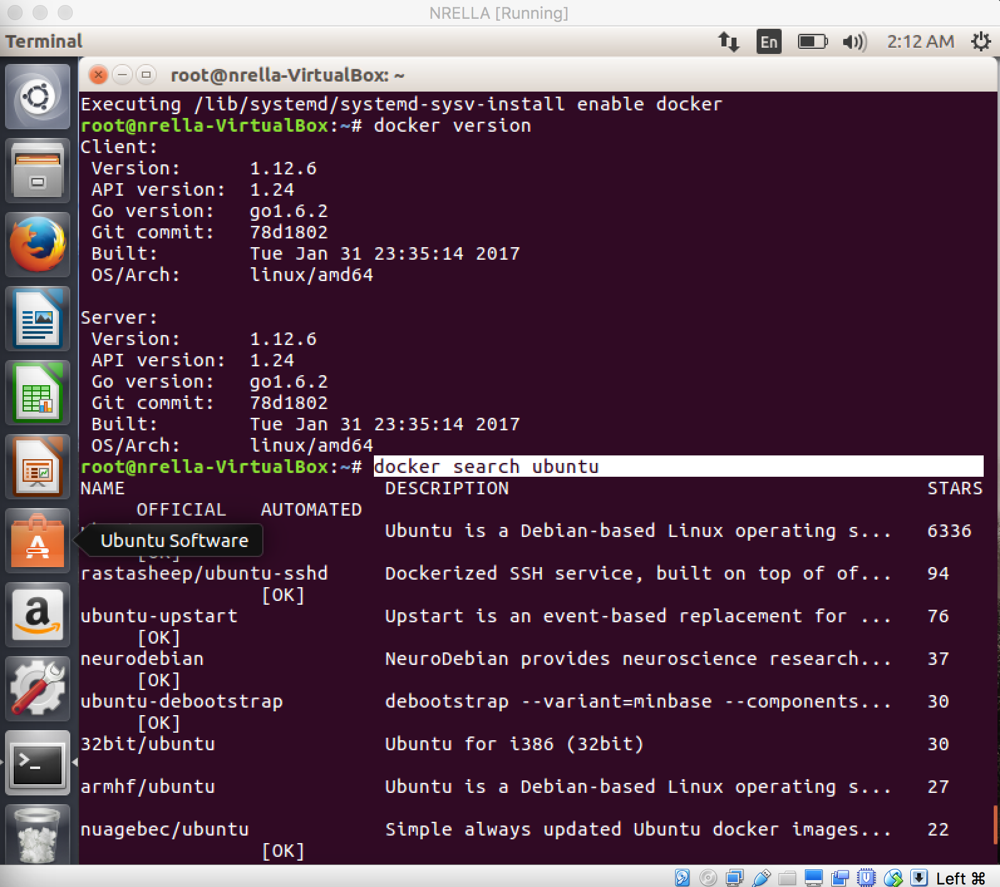 NRELLA [Running]
Terminal
En
2:12 AM
root@nrella-VirtualBox: ~
Executing /lib/systemd/systemd-sysv-install enable docker
root@nrella-VirtualBox:~# docker version
Client:
 Version:      1.12.6
 API version:  1.24
 Go version:   go1.6.2
 Git commit:   78d1802
 Built:        Tue Jan 31 23:35:14 2017
 OS/Arch:      linux/amd64

Server:
 Version:      1.12.6
 API version:  1.24
 Go version:   go1.6.2
 Git commit:   78d1802
 Built:        Tue Jan 31 23:35:14 2017
 OS/Arch:      linux/amd64
root@nrella-VirtualBox:~# docker search ubuntu
NAME                       DESCRIPTION                                     STARS
     OFFICIAL   AUTOMATED
Ubuntu is a Debian-based Linux operating s...   6336
Ubuntu Software
[OK]
rastasheep/ubuntu-sshd     Dockerized SSH service, built on top of of...   94
                [OK]
ubuntu-upstart             Upstart is an event-based replacement for ...   76
     [OK]
neurodebian                NeuroDebian provides neuroscience research...   37
     [OK]
ubuntu-debootstrap         debootstrap --variant=minbase --components...   30
     [OK]
32bit/ubuntu               Ubuntu for i386 (32bit)                         30
armhf/ubuntu               Ubuntu is a Debian-based Linux operating s...   27
nuagebec/ubuntu            Simple always updated Ubuntu docker images...   22
                [OK]
Left ⌘